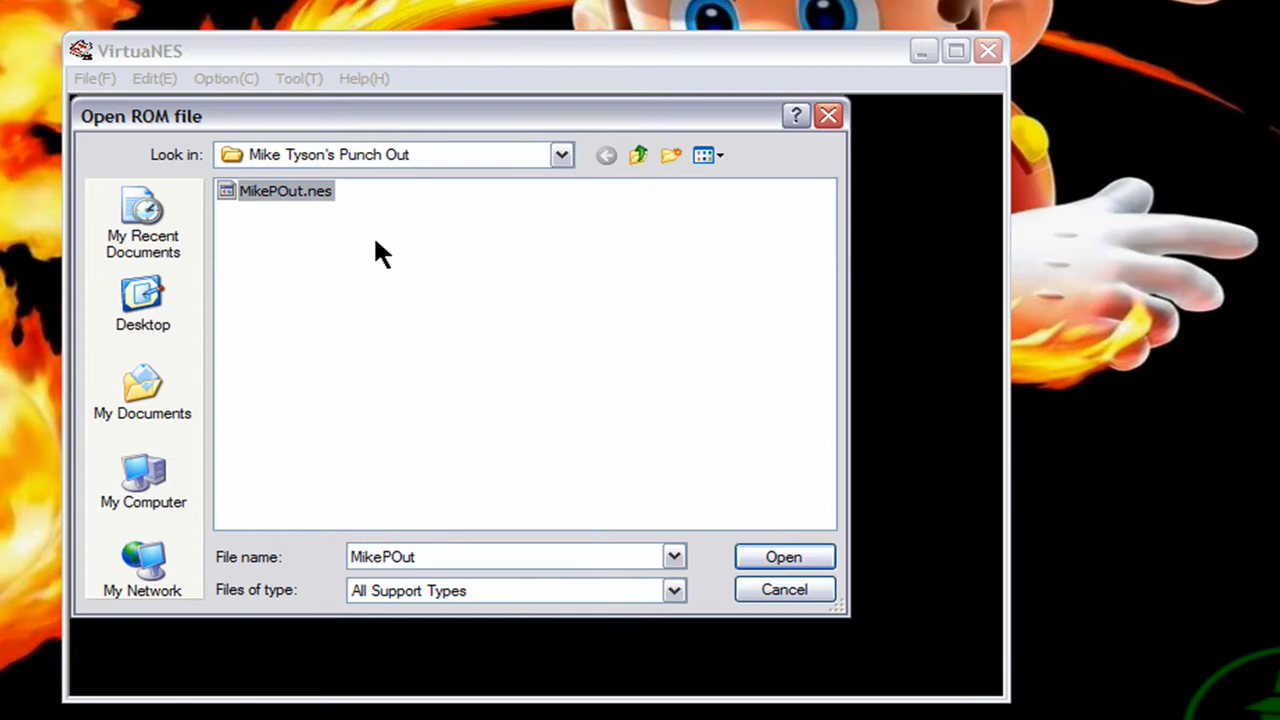 VirtuaNES
File(F) Edit(E) Option(C) Tool(T) Help(H)
Open ROM file
Look in: Mike Tyson's Punch Out
MikePOut.nes
My Recent
Documents
Desktop
My Documents
My Computer
My Network
File name: MikePOut Open
Files of type: All Support Types Cancel